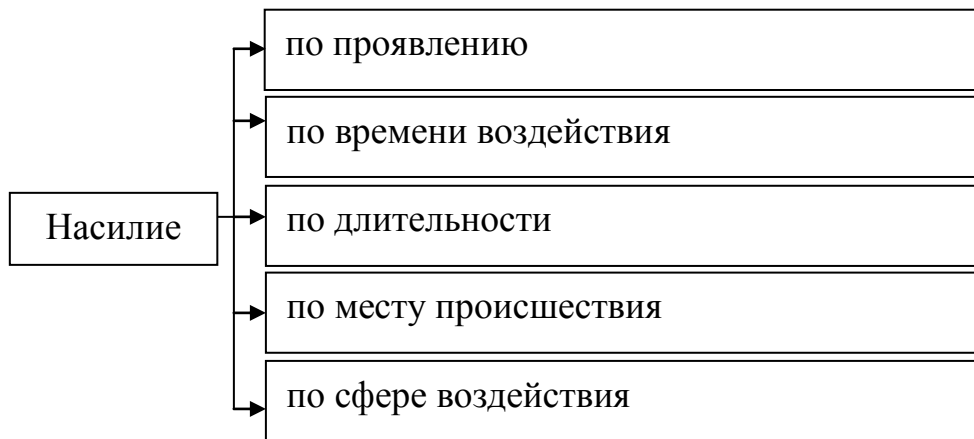 по проявлению
по времени воздействия
Насилие
по длительности
по месту происшествия
по сфере воздействия